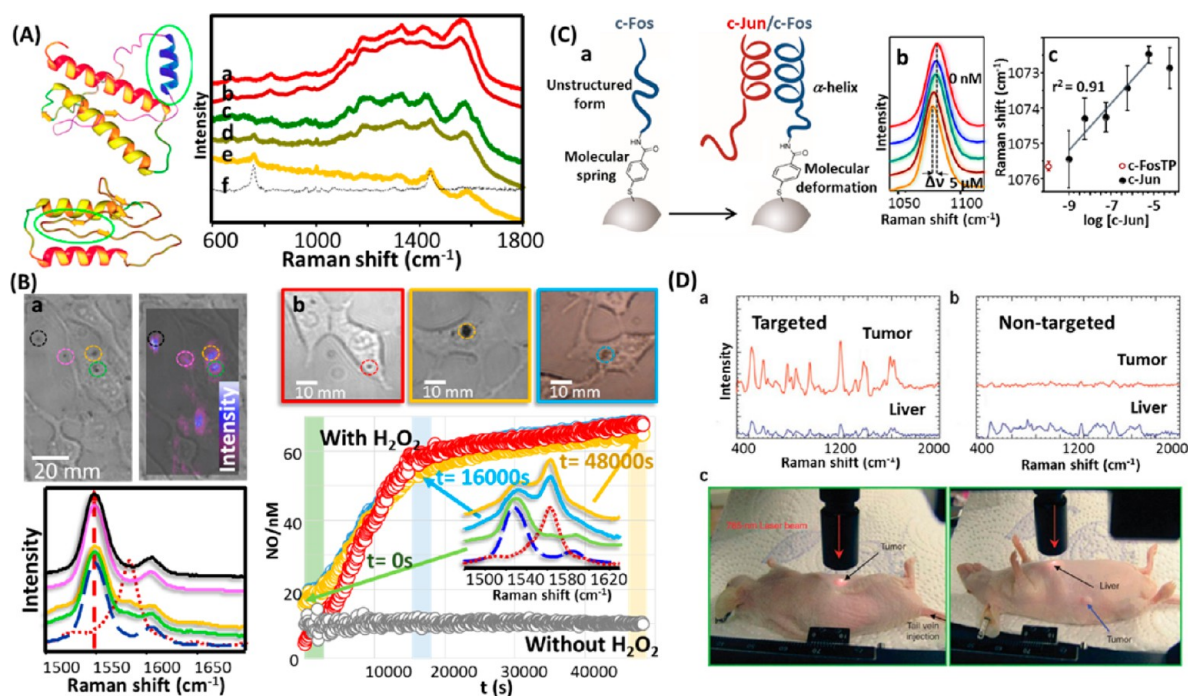 (A)
Intensity
a
b
c
d
e
f
600 1000 1400 1800
Raman shift (cm-1)
(C)
a
c-Fos
Unstructured
form
HN
O
Molecular
spring
S
c-Jun/c-Fos
α-helix
HN
O
Molecular
deformation
S
b
Intensity
0 nM
Δν 5 μM
1050 1100
Raman shift (cm-1)
c
Raman shift (cm-1)
1073
1074
1075
1076
r2 = 0.91
c-FosTP
c-Jun
-9 -7 -5
log [c-Jun]
(B)
a
20 mm
Intensity
Intensity
1500 1550 1600 1650
Raman shift (cm-1)
b
10 mm
10 mm
10 mm
NO/nM
60
40
20
0
With H2O2
t= 48000s
t= 16000s
t= 0s
1500 1540 1580 1620
Raman shift (cm-1)
Without H2O2
10000 20000 30000 40000
t (s)
(D)
a
Intensity
Targeted
Tumor
Liver
400 1200 2000
Raman shift (cm-1)
b
Non-targeted
Tumor
Liver
400 1200 2000
Raman shift (cm-1)
c
Laser beam
Tumor
Tail vein
injection
Liver
Tumor